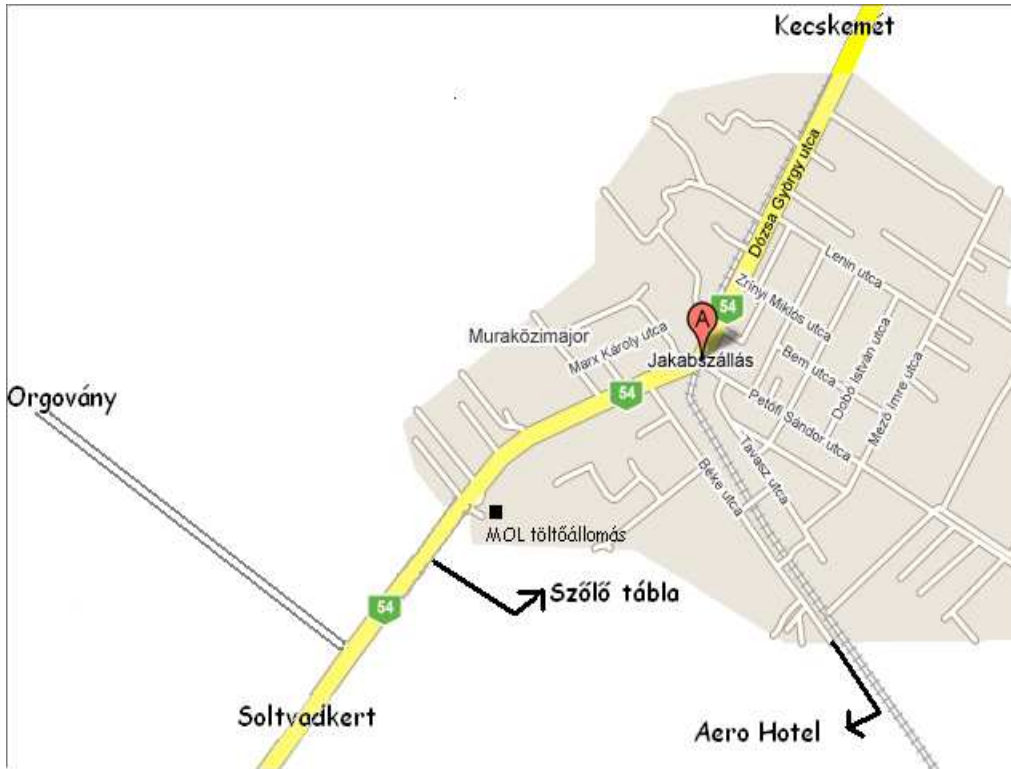 Kecskemét
Dózsa György utca
Lenin utca
Zrínyi Miklós utca
54
A
Muraközimajor
Marx Károly utca
Jakabszállás
Bem utca
Dobó István utca
Mező Imre utca
54
Orgovány
Petőfi Sándor utca
Tavasz utca
Béke utca
MOL töltőállomás
Szőlő tábla
54
Soltvadkert
Aero Hotel